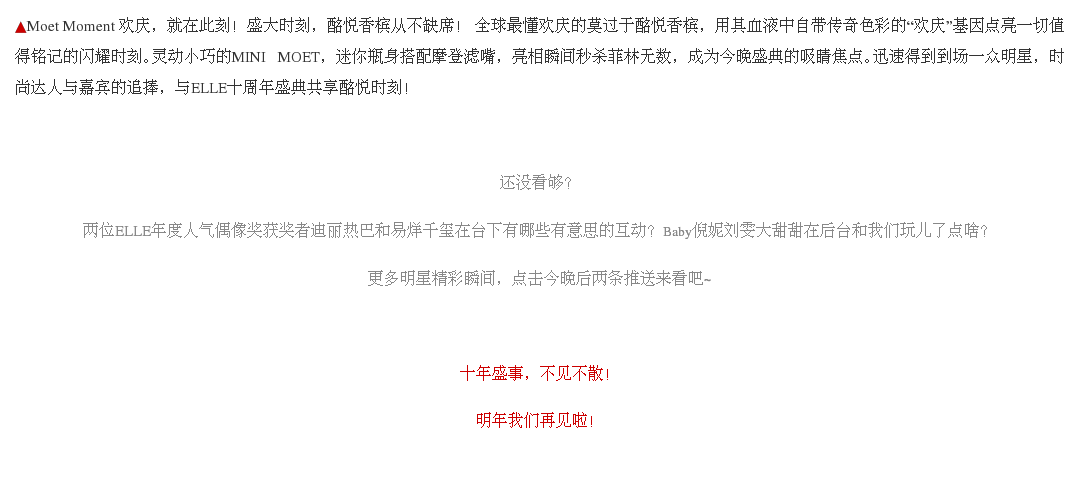 ▲Moet Moment 欢庆，就在此刻！盛大时刻，酩悦香槟从不缺席！ 全球最懂欢庆的莫过于酩悦香槟，用其血液中自带传奇色彩的“欢庆”基因点亮一切值
得铭记的闪耀时刻。灵动小巧的MINI MOET，迷你瓶身搭配摩登滤嘴，亮相瞬间秒杀菲林无数，成为今晚盛典的吸睛焦点。迅速得到到场一众明星，时
尚达人与嘉宾的追捧，与ELLE十周年盛典共享酩悦时刻！
还没看够？
两位ELLE年度人气偶像奖获奖者迪丽热巴和易烊千玺在台下有哪些有意思的互动？Baby倪妮刘雯大甜甜在后台和我们玩儿了点啥？
更多明星精彩瞬间，点击今晚后两条推送来看吧~
十年盛事，不见不散！
明年我们再见啦！